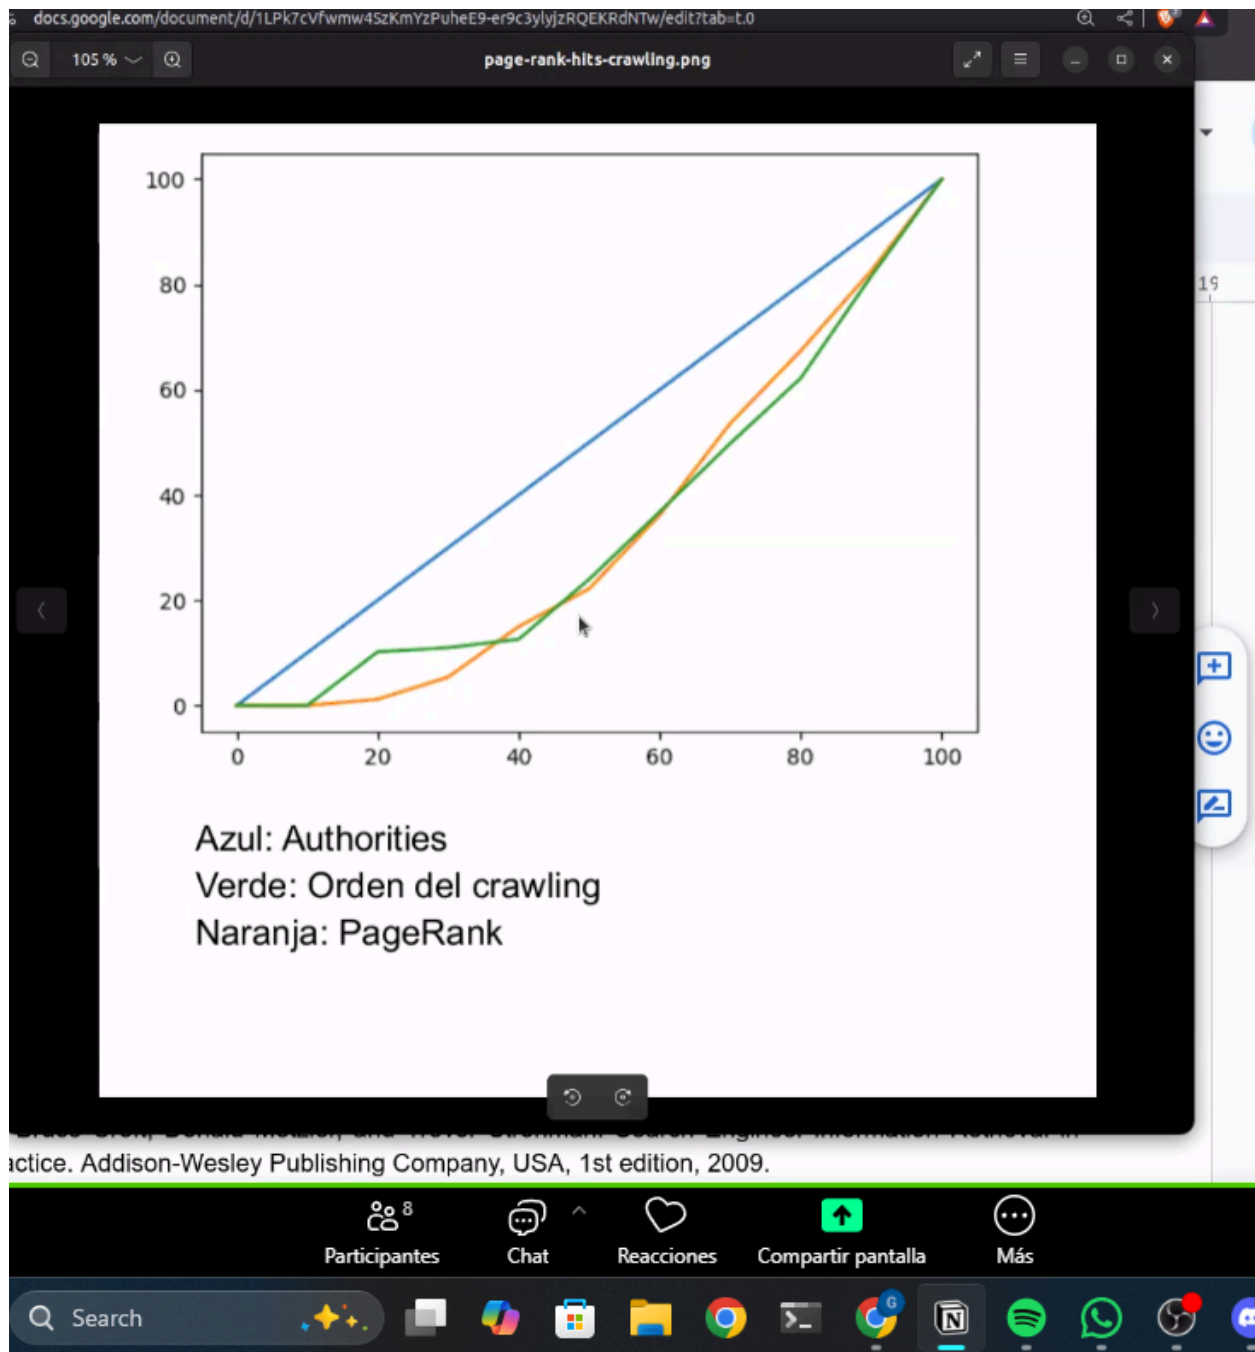 docs.google.com/document/d/1LPk7cVfwmw4SzKmYzPuheE9-er9c3ylyjzRQEKRdNTw/edit?tab=t.0
105 %
page-rank-hits-crawling.png
19
100
80
60
40
20
0
0 20 40 60 80 100
Azul: Authorities
Verde: Orden del crawling
Naranja: PageRank
actice. Addison-Wesley Publishing Company, USA, 1st edition, 2009.
8
Participantes Chat Reacciones Compartir pantalla Más
Search
G